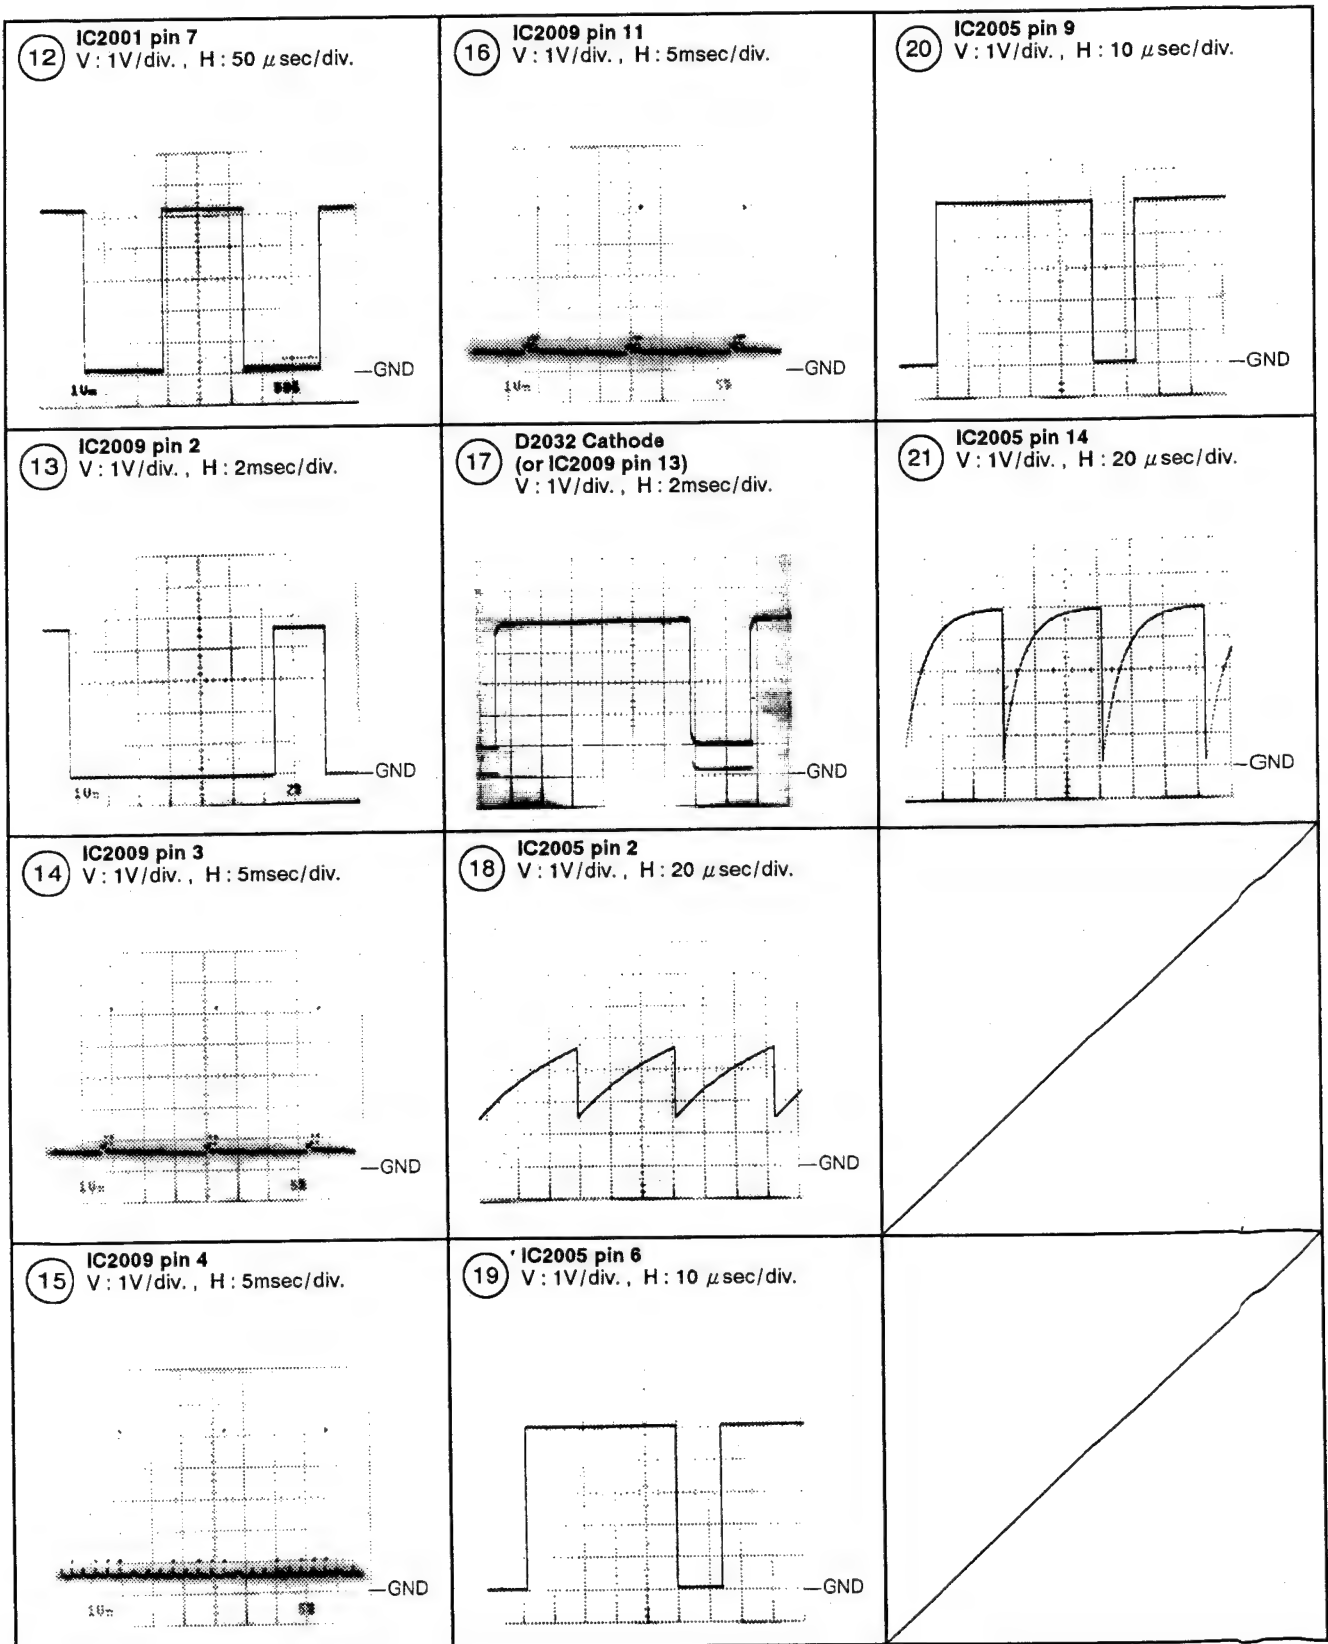 12 IC2001 pin 7
V : 1V/div. , H : 50 μsec/div.
—GND
16 IC2009 pin 11
V : 1V/div. , H : 5msec/div.
—GND
20 IC2005 pin 9
V : 1V/div. , H : 10 μsec/div.
—GND
13 IC2009 pin 2
V : 1V/div. , H : 2msec/div.
—GND
17 D2032 Cathode
(or IC2009 pin 13)
V : 1V/div. , H : 2msec/div.
—GND
21 IC2005 pin 14
V : 1V/div. , H : 20 μsec/div.
—GND
14 IC2009 pin 3
V : 1V/div. , H : 5msec/div.
—GND
18 IC2005 pin 2
V : 1V/div. , H : 20 μsec/div.
—GND
15 IC2009 pin 4
V : 1V/div. , H : 5msec/div.
—GND
19 IC2005 pin 6
V : 1V/div. , H : 10 μsec/div.
—GND